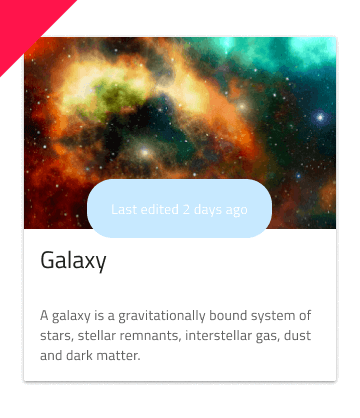 Last edited 2 days ago
Galaxy
A galaxy is a gravitationally bound system of
stars, stellar remnants, interstellar gas, dust
and dark matter.